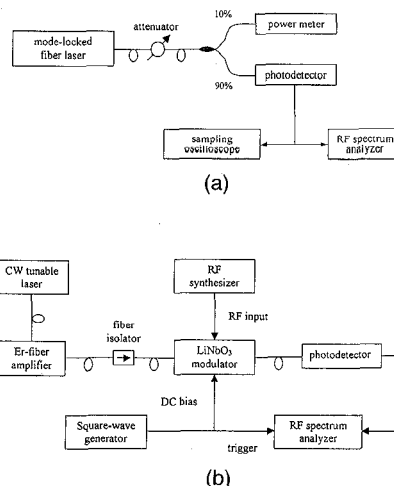 10%
power meter
attenuator
mode-locked
fiber laser
90%
photodetector
sampling
oscilloscope
RF spectrum
analyzer
(a)
CW tunable
laser
RF
synthesizer
fiber
isolator
RF input
Er-fiber
amplifier
LiNbO3
modulator
photodetector
DC bias
Square-wave
generator
RF spectrum
analyzer
trigger
(b)